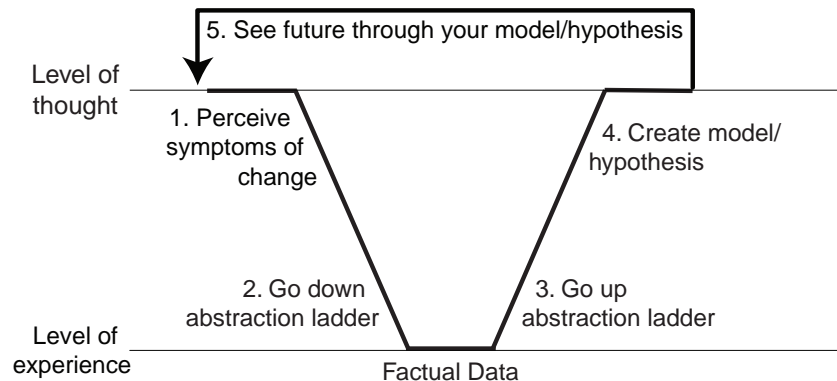 5. See future through your model/hypothesis
Level of
thought
1. Perceive
symptoms of
change
4. Create model/
hypothesis
2. Go down
abstraction ladder
3. Go up
abstraction ladder
Level of
experience
Factual Data